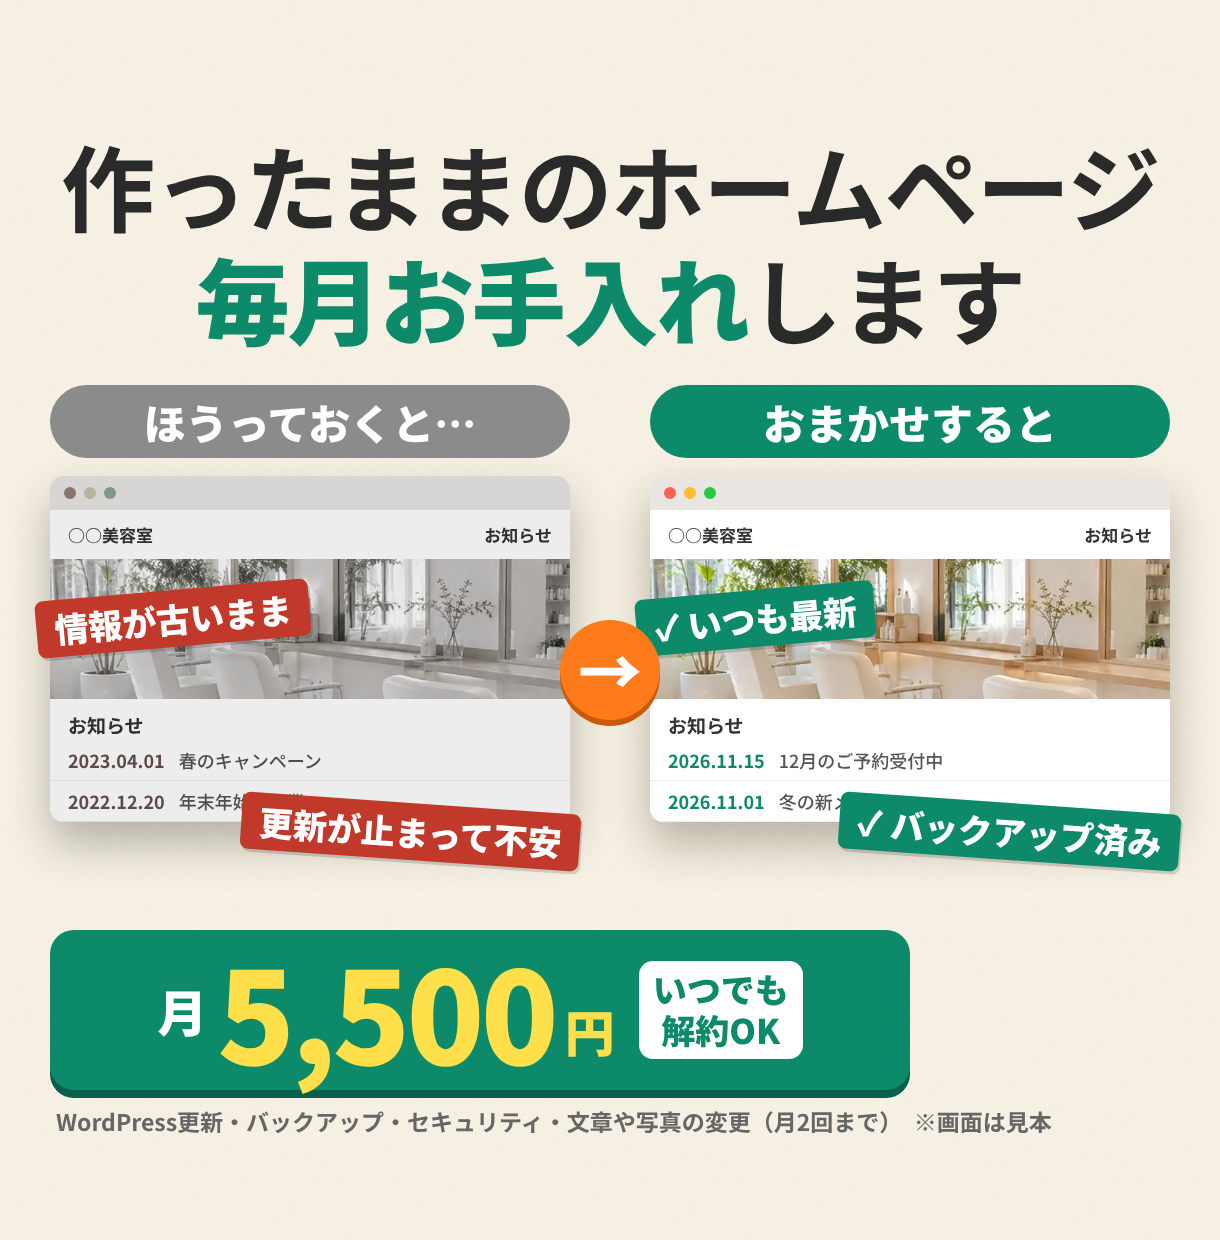 作ったままのホームページ
毎月お手入れします
ほうっておくと…
〇〇美容室 お知らせ
情報が古いまま
お知らせ
2023.04.01 春のキャンペーン
2022.12.20 年末年始
更新が止まって不安
→
おまかせすると
〇〇美容室 お知らせ
✓いつも最新
お知らせ
2026.11.15 12月のご予約受付中
2026.11.01 冬の新
✓バックアップ済み
月5,500円
いつでも
解約OK
WordPress更新・バックアップ・セキュリティ・文章や写真の変更（月2回まで） ※画面は見本